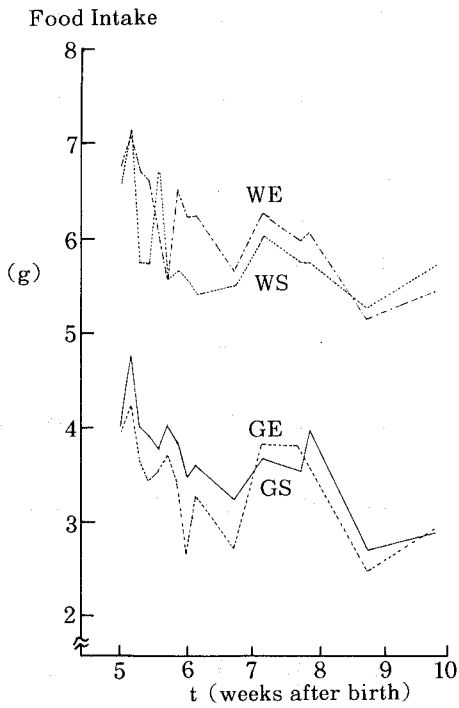 Food Intake
8
7
6
(g)
5
4
3
2
WE
WS
GE
GS
5 6 7 8 9 10
t (weeks after birth)